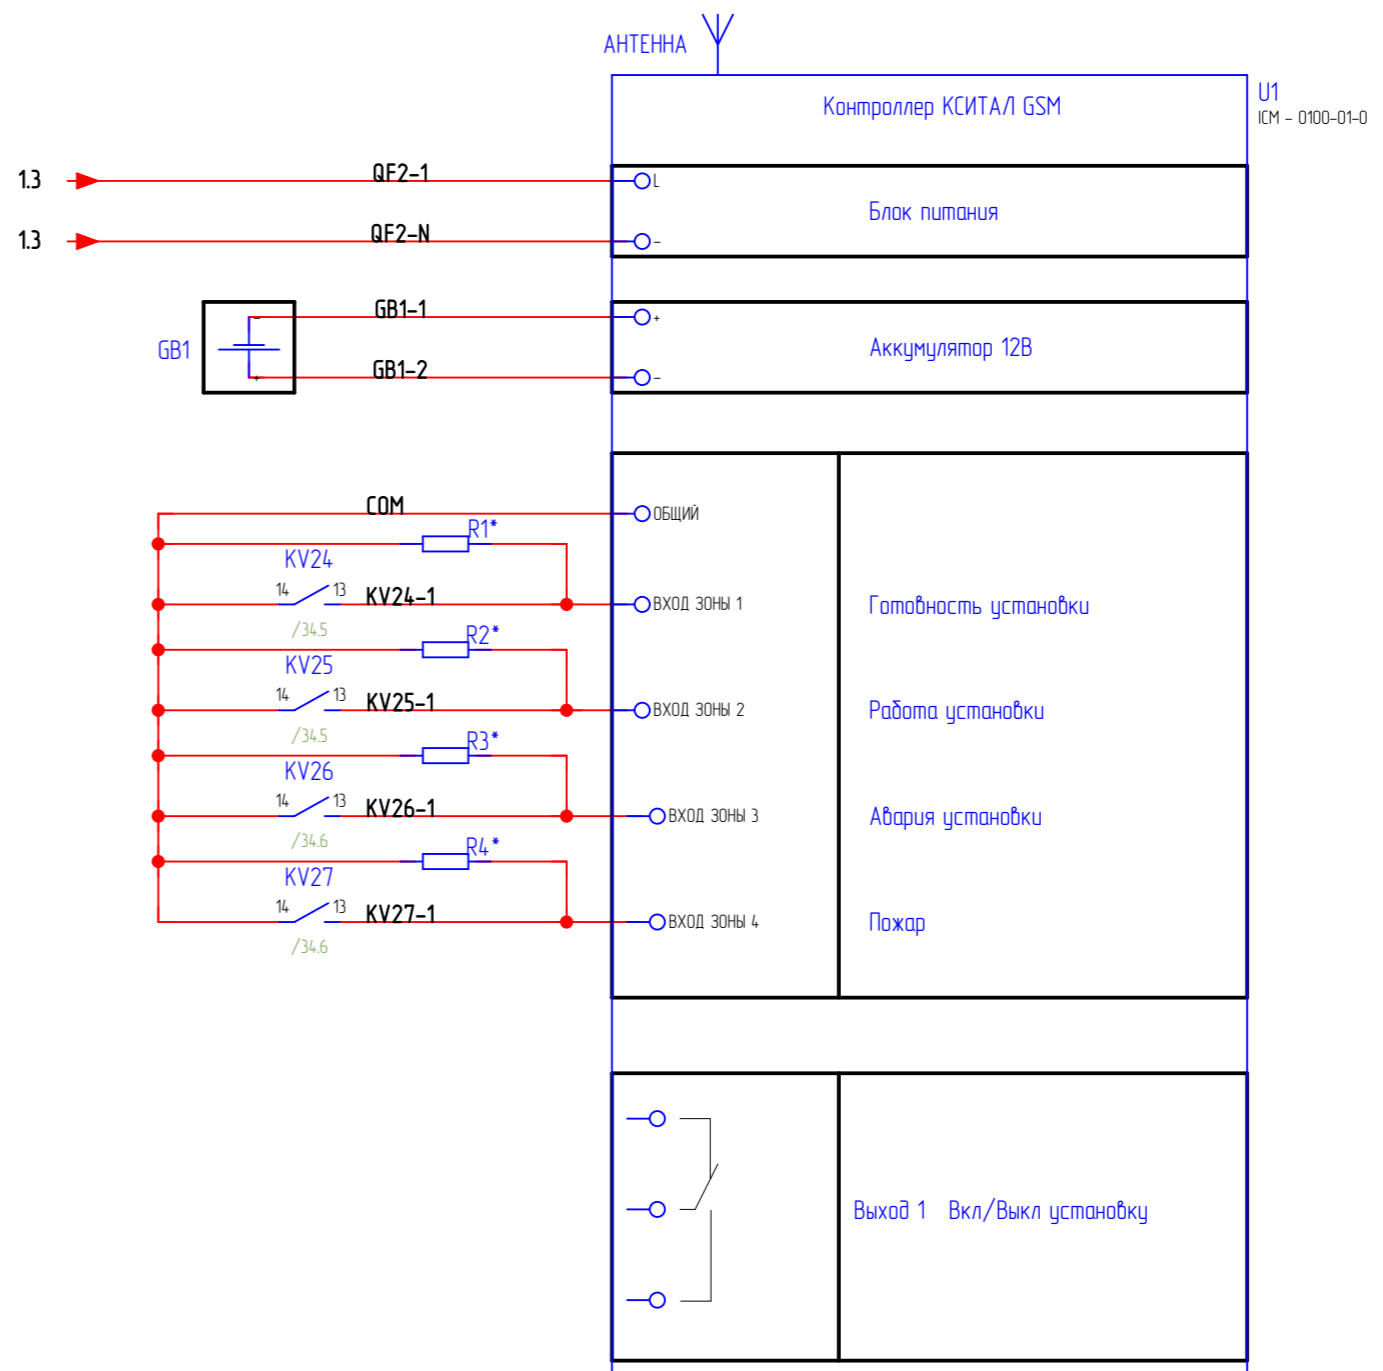 АНТЕННА
Контроллер КСИТАЛ GSM
U1
ICM - 0100-01-0
1.3
QF2-1
L
Блок питания
1.3
QF2-N
-
GB1
-
+
GB1-1
+
Аккумулятор 12В
GB1-2
-
COM
ОБЩИЙ
R1*
KV24
14
13
KV24-1
ВХОД ЗОНЫ 1
Готовность установки
/34.5
R2*
KV25
14
13
KV25-1
ВХОД ЗОНЫ 2
Работа установки
/34.5
R3*
KV26
14
13
KV26-1
ВХОД ЗОНЫ 3
Авария установки
/34.6
R4*
KV27
14
13
KV27-1
ВХОД ЗОНЫ 4
Пожар
/34.6
Выход 1 Вкл/Выкл установку